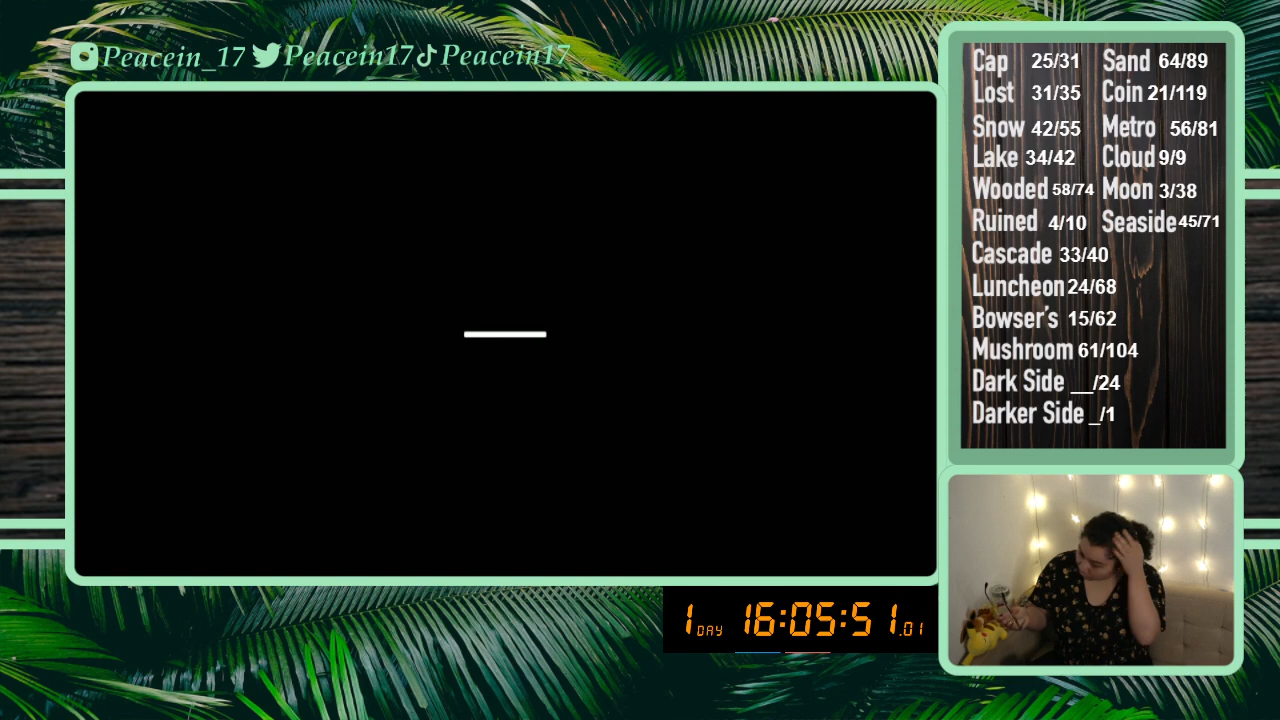 Peacein_17 Peacein17 Peacein17
Cap 25/31 Sand 64/89
Lost 31/35 Coin 21/119
Snow 42/55 Metro 56/81
Lake 34/42 Cloud 9/9
Wooded 58/74 Moon 3/38
Ruined 4/10 Seaside 45/71
Cascade 33/40
Luncheon 24/68
Bowser's 15/62
Mushroom 61/104
Dark Side __/24
Darker Side _/1
1 DAY 16:05:51.01